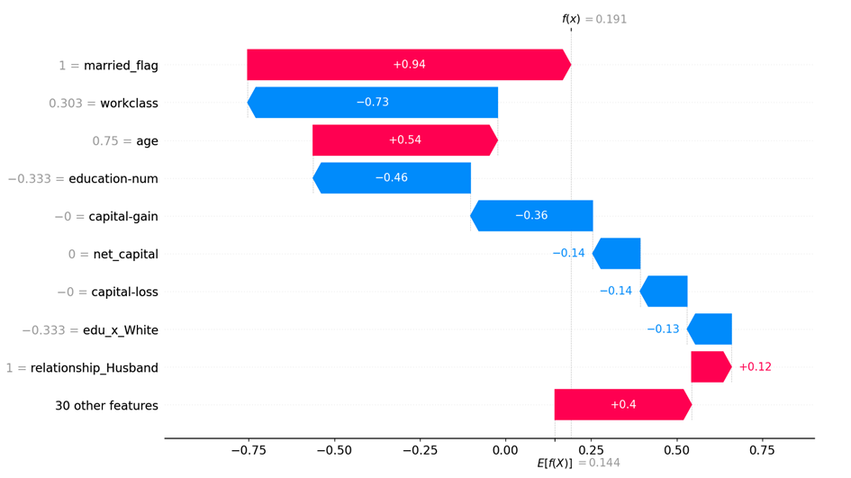 f(x) = 0.191
1 = married_flag
+0.94
0.303 = workclass
−0.73
0.75 = age
+0.54
−0.333 = education-num
−0.46
−0 = capital-gain
−0.36
0 = net_capital
−0.14
−0 = capital-loss
−0.14
−0.333 = edu_x_White
−0.13
1 = relationship_Husband
+0.12
30 other features
+0.4
−0.75 −0.50 −0.25 0.00 0.25 0.50 0.75
E[f(X)] = 0.144